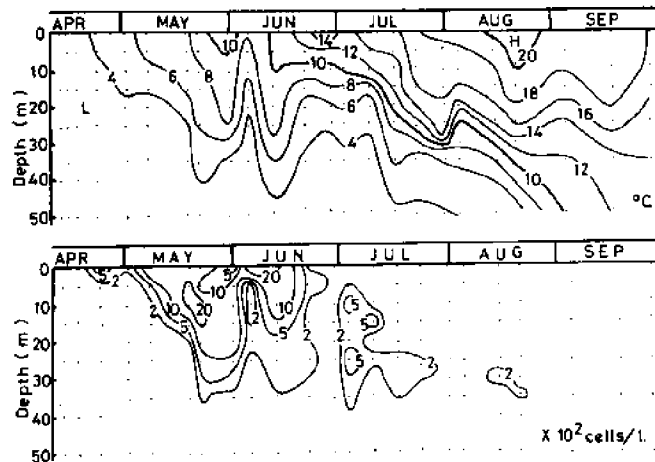 APR MAY JUN JUL AUG SEP
0 10 14 H
10 4 6 8 12 10 20
20 L 8 6 18 16
30 4 14
40 12 10
50 °C
Depth (m)
APR MAY JUN JUL AUG SEP
0 5 2 5 20
10 2 10 10 20 10 5
20 5 2 5 2 2 5
30 5 2 2
40
50 X 10² cells/l.
Depth (m)